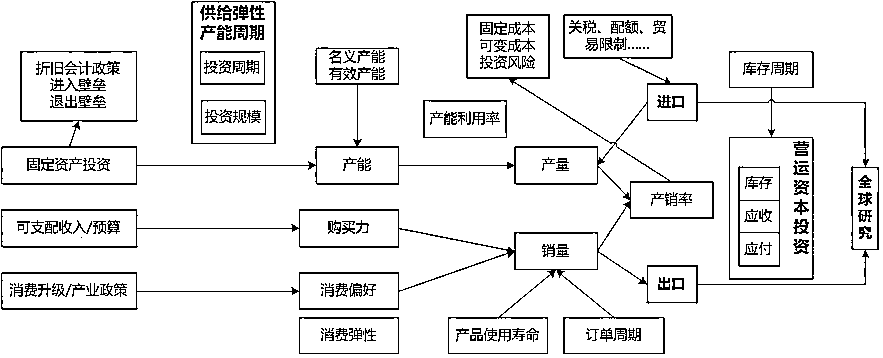 供给弹性
产能周期
投资周期
投资规模
折旧会计政策
进入壁垒
退出壁垒
名义产能
有效产能
固定成本
可变成本
投资风险
关税、配额、贸
易限制……
库存周期
产能利用率
进口
固定资产投资
产能
产量
产销率
营运资本投资
库存
应收
应付
全球研究
可支配收入/预算
购买力
销量
消费升级/产业政策
消费偏好
出口
消费弹性
产品使用寿命
订单周期